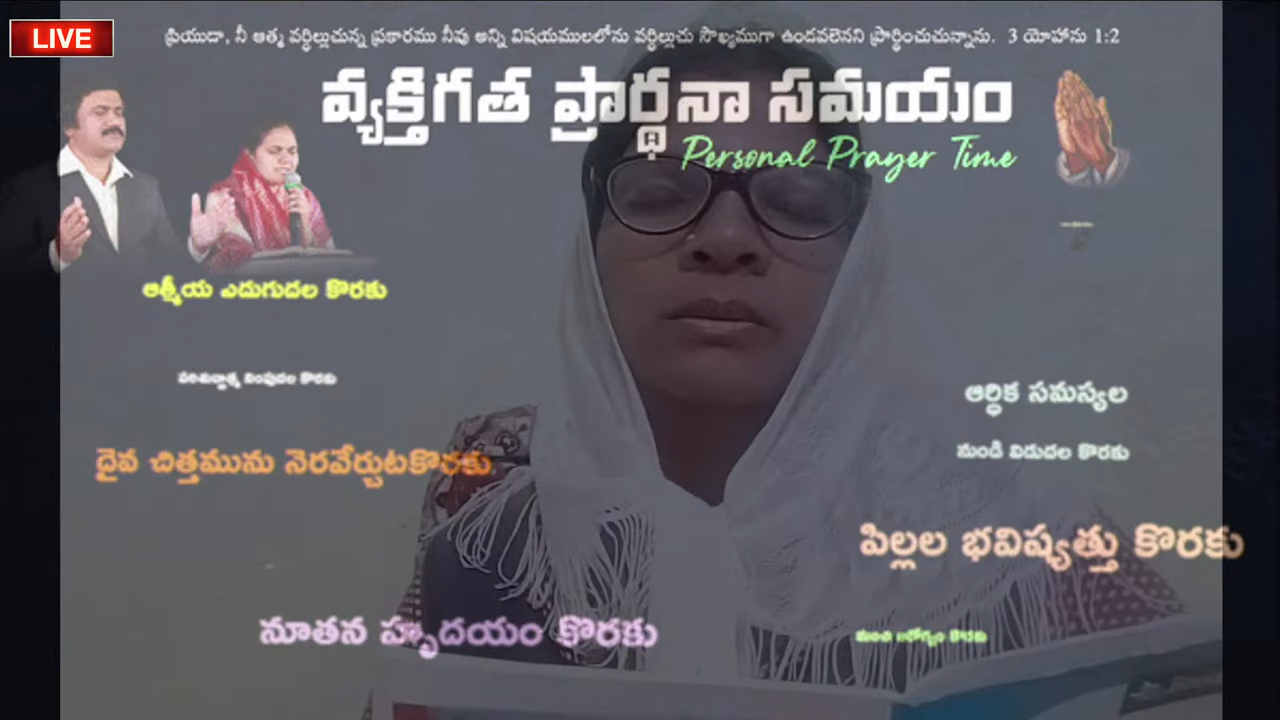 LIVE
ప్రియుడా, నీ ఆత్మ వర్ధిల్లుచున్న ప్రకారము నీవు అన్ని విషయములలోను వర్ధిల్లుచు సౌఖ్యముగా ఉండవలెనని ప్రార్థించుచున్నాను. 3 యోహాను 1:2
వ్యక్తిగత ప్రార్థనా సమయం
Personal Prayer Time
ఆత్మీయ ఎదుగుదల కొరకు
పరిశుద్ధాత్మ నింపుదల కొరకు
ఆర్ధిక సమస్యల
నుండి విడుదల కొరకు
దైవ చిత్తమును నెరవేర్చుటకొరకు
పిల్లల భవిష్యత్తు కొరకు
నూతన హృదయం కొరకు
మంచి ఆరోగ్యం కొరకు